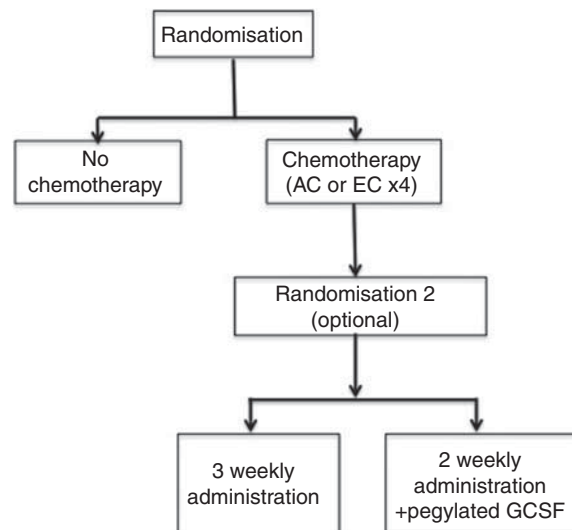 Randomisation
No
chemotherapy
Chemotherapy
(AC or EC x4)
Randomisation 2
(optional)
3 weekly
administration
2 weekly
administration
+pegylated GCSF